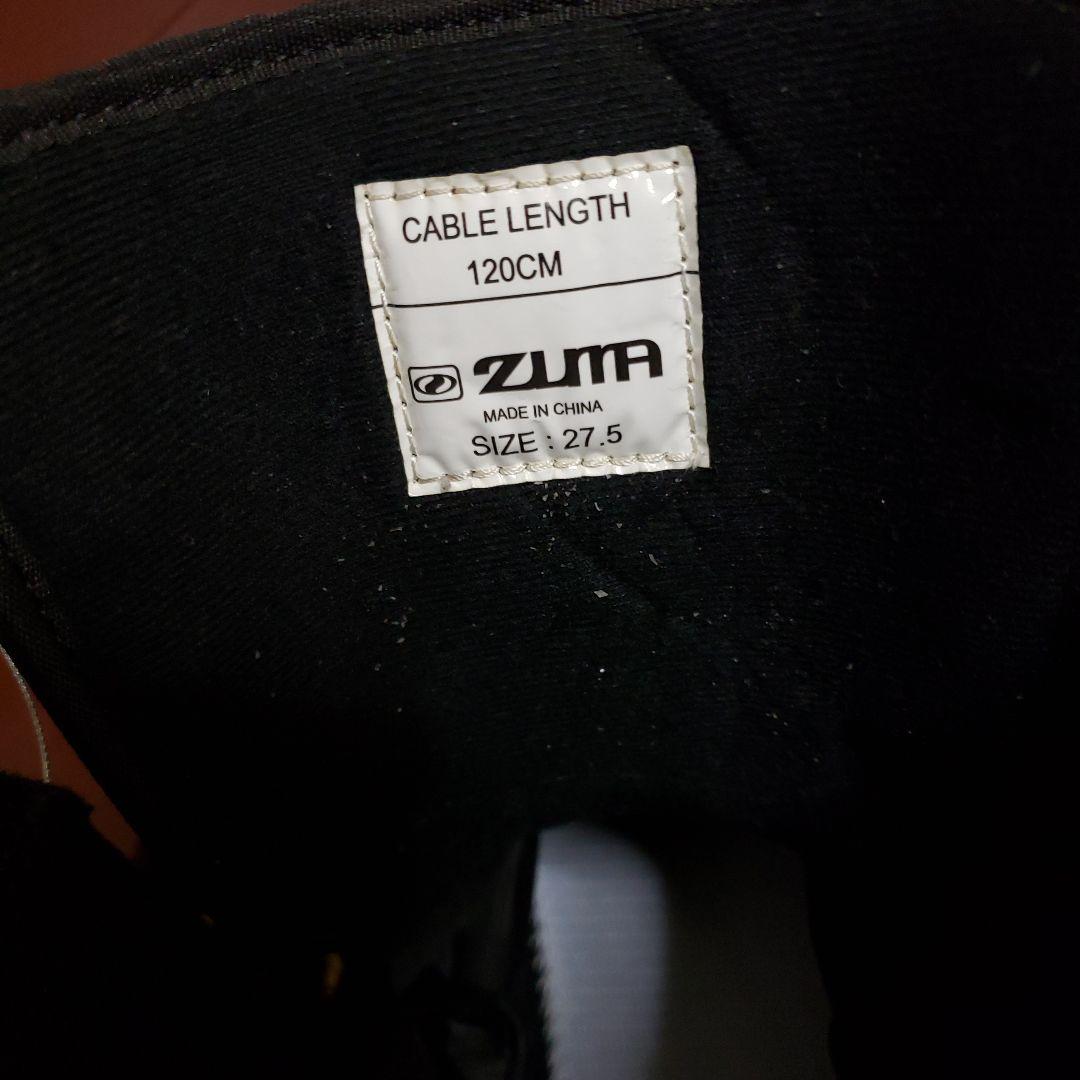 CABLE LENGTH
120CM
ZUMA
MADE IN CHINA
SIZE : 27.5